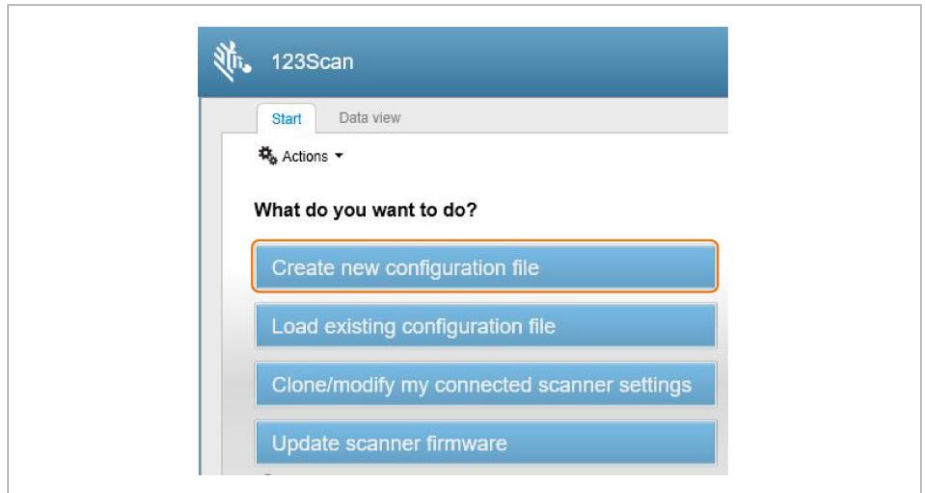 123Scan
Start Data view
Actions
What do you want to do?
Create new configuration file
Load existing configuration file
Clone/modify my connected scanner settings
Update scanner firmware